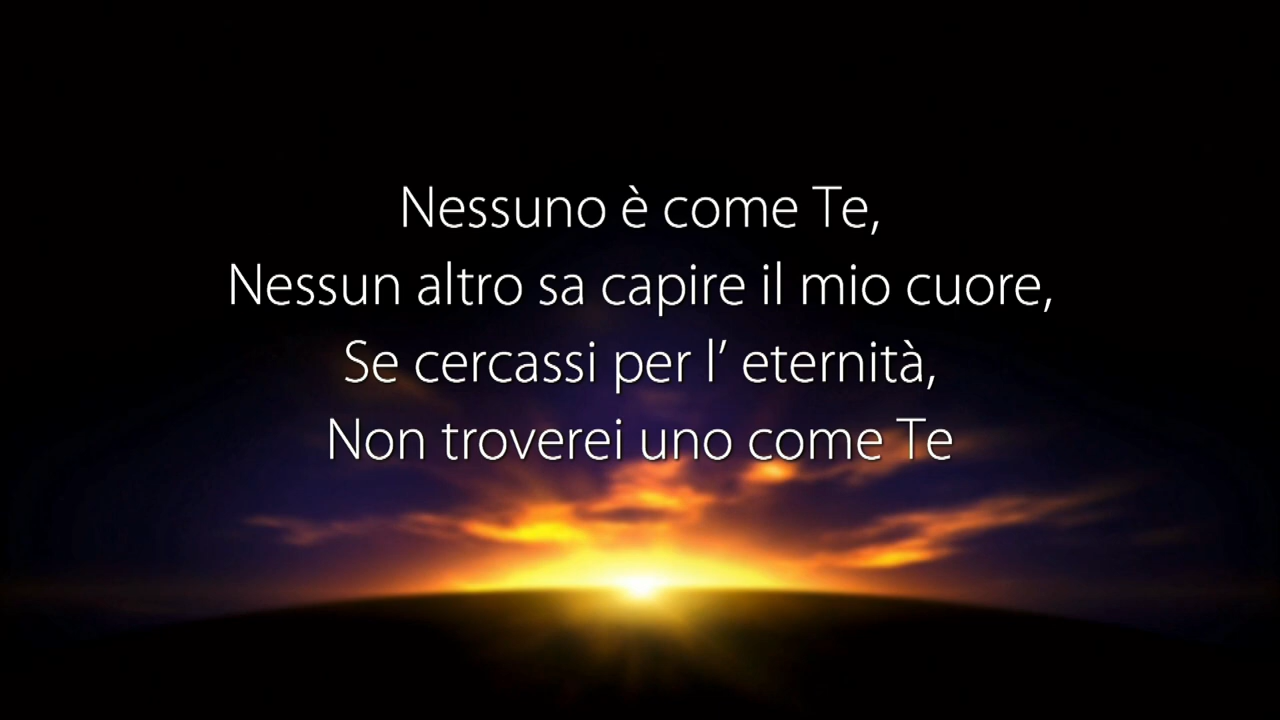 Nessuno è come Te,
Nessun altro sa capire il mio cuore,
Se cercassi per l’ eternità,
Non troverei uno come Te